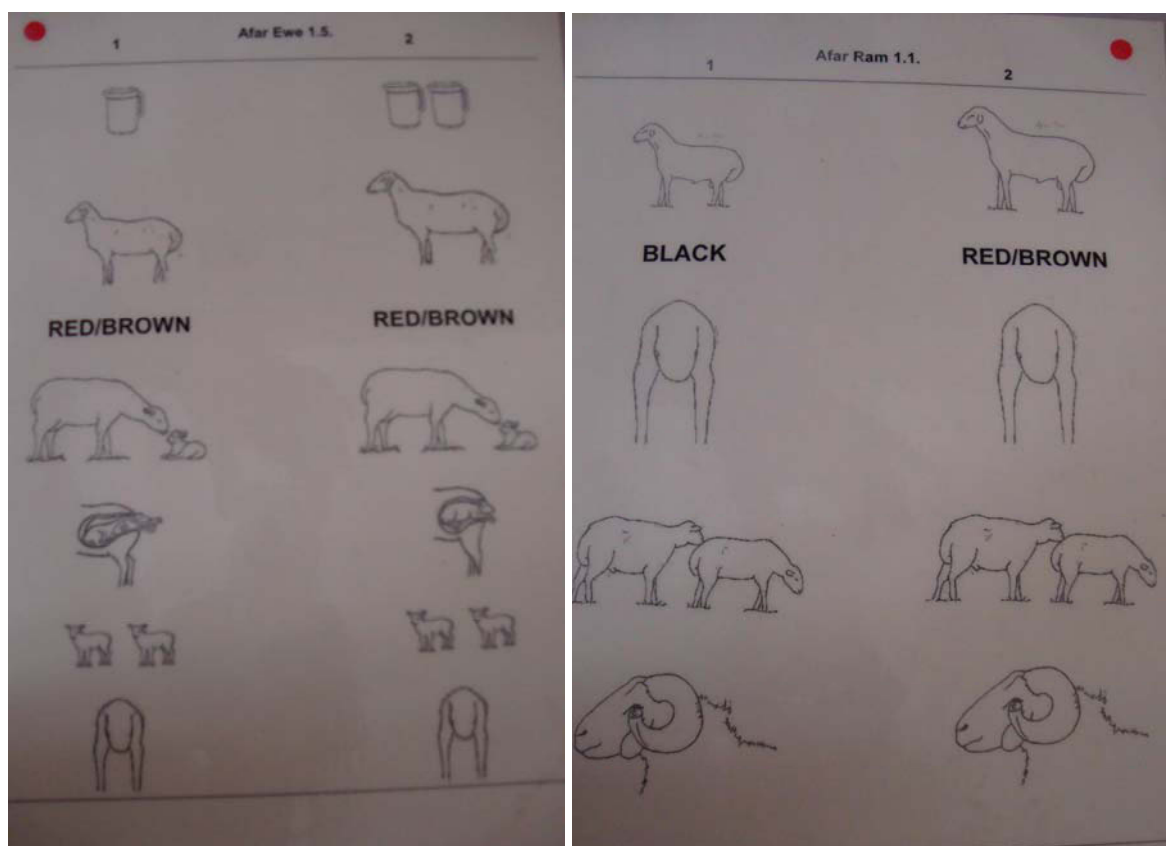 Afar Ewe 1.5.
1 2
RED/BROWN RED/BROWN
Afar Ram 1.1.
1 2
BLACK RED/BROWN